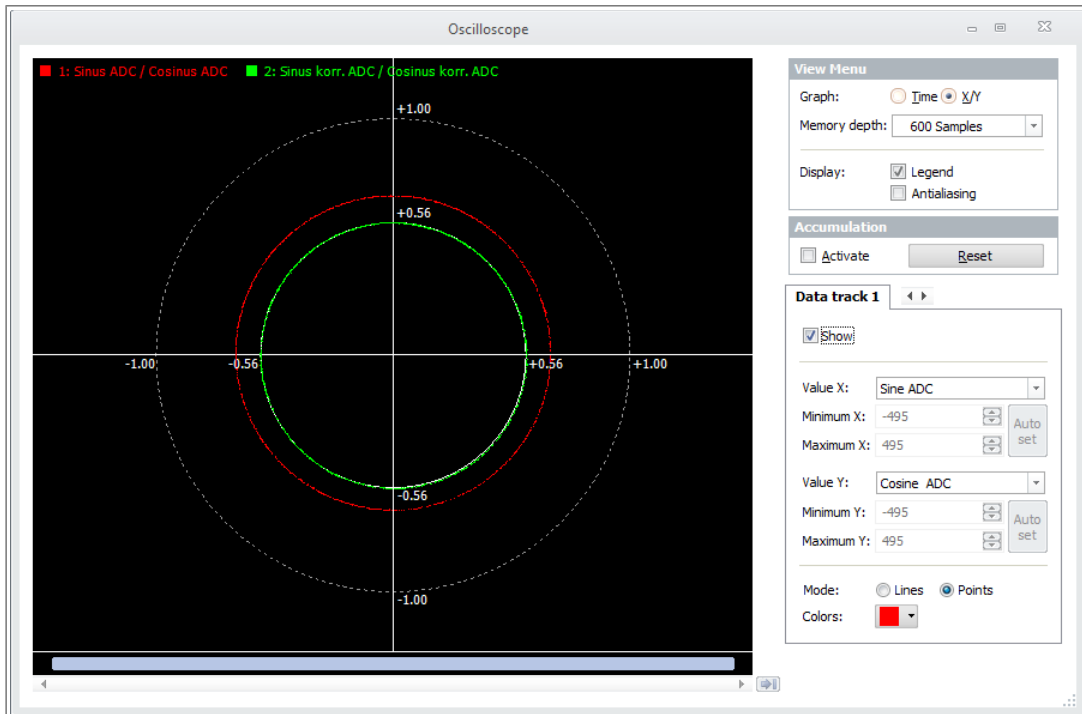 Oscilloscope
1: Sinus ADC / Cosinus ADC
2: Sinus korr. ADC / Cosinus korr. ADC
+1.00
+0.56
-1.00
-0.56
+0.56
+1.00
-0.56
-1.00
View Menu
Graph: Time X/Y
Memory depth: 600 Samples
Display: Legend
Antialiasing
Accumulation
Activate Reset
Data track 1
Show
Value X: Sine ADC
Minimum X: -495
Maximum X: 495
Auto set
Value Y: Cosine ADC
Minimum Y: -495
Maximum Y: 495
Auto set
Mode: Lines Points
Colors: